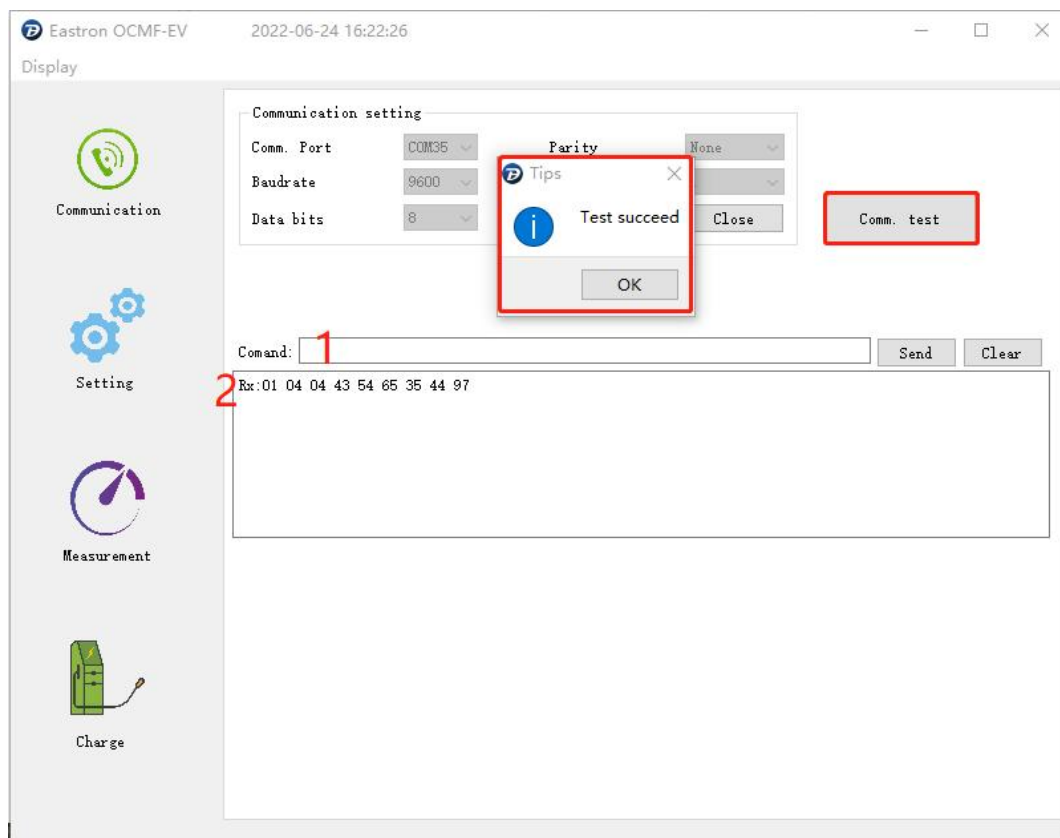 Eastron OCMF-EV 2022-06-24 16:22:26
Display
Communication
Setting
Measurement
Charge
Communication setting
Comm. Port COM35 Parity None
Baudrate 9600
Data bits 8 Close
Tips
Test succeed
OK
Comm. test
Comand: 1 Send Clear
2 Rx:01 04 04 43 54 65 35 44 97